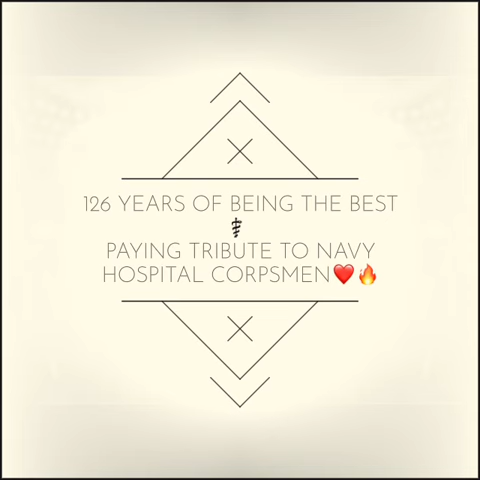 126 YEARS OF BEING THE BEST
⚕
PAYING TRIBUTE TO NAVY
HOSPITAL CORPSMEN❤️🔥